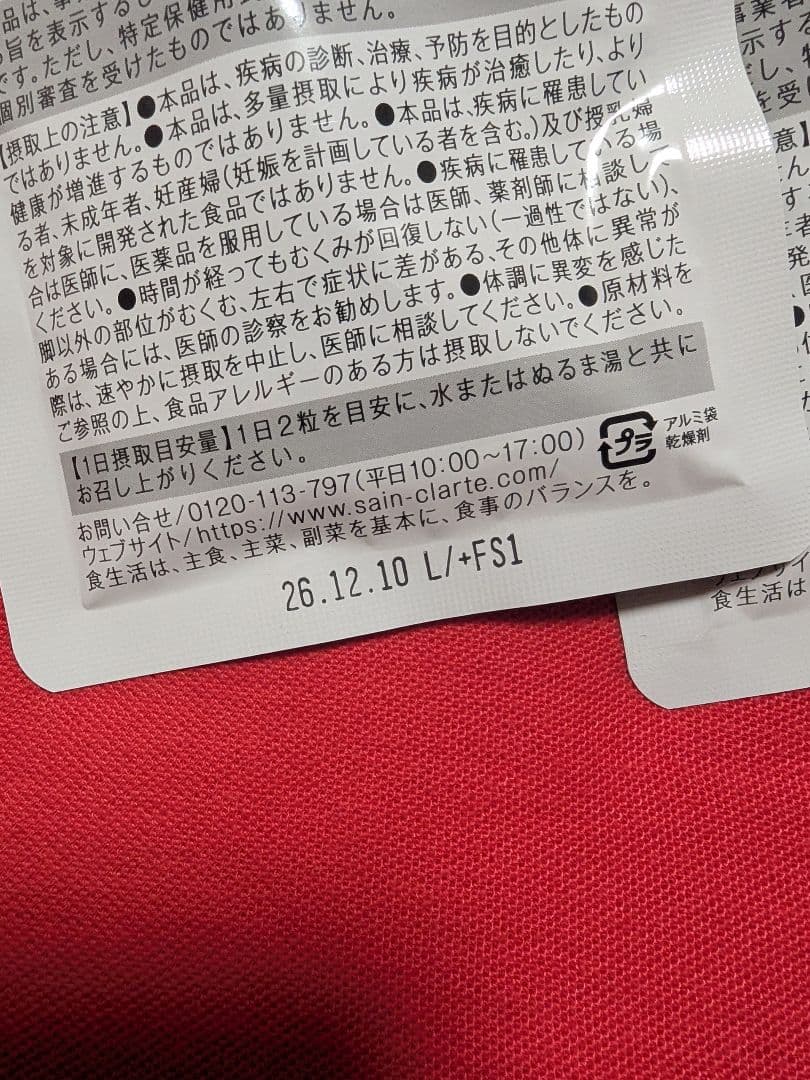 品は、事
旨を表示するも
です。ただし、特定保健用
個別審査を受けたものではありません。
【摂取上の注意】●本品は、疾病の診断、治療、予防を目的としたもの
ではありません。●本品は、多量摂取により疾病が治癒したり、より
健康が増進するものではありません。●本品は、疾病に罹患してい
る者、未成年者、妊産婦(妊娠を計画している者を含む。)及び授乳婦
を対象に開発された食品ではありません。●疾病に罹患している場
合は医師に、医薬品を服用している場合は医師、薬剤師に相談して
ください。●時間が経ってもむくみが回復しない(一過性ではない)、
脚以外の部位がむくむ、左右で症状に差がある、その他体に異常が
ある場合には、医師の診察をお勧めします。●体調に異変を感じた
際は、速やかに摂取を中止し、医師に相談してください。●原材料を
ご参照の上、食品アレルギーのある方は摂取しないでください。
【1日摂取目安量】1日2粒を目安に、水またはぬるま湯と共に
お召し上がりください。
お問い合せ/0120-113-797(平日10:00〜17:00)
ウェブサイト/https://www.sain-clarte.com/
食生活は、主食、主菜、副菜を基本に、食事のバランスを。
プラ
アルミ袋
乾燥剤
26.12.10 L/+FS1
事業者
示する
を受
意】
ウェブサイ
食生活は